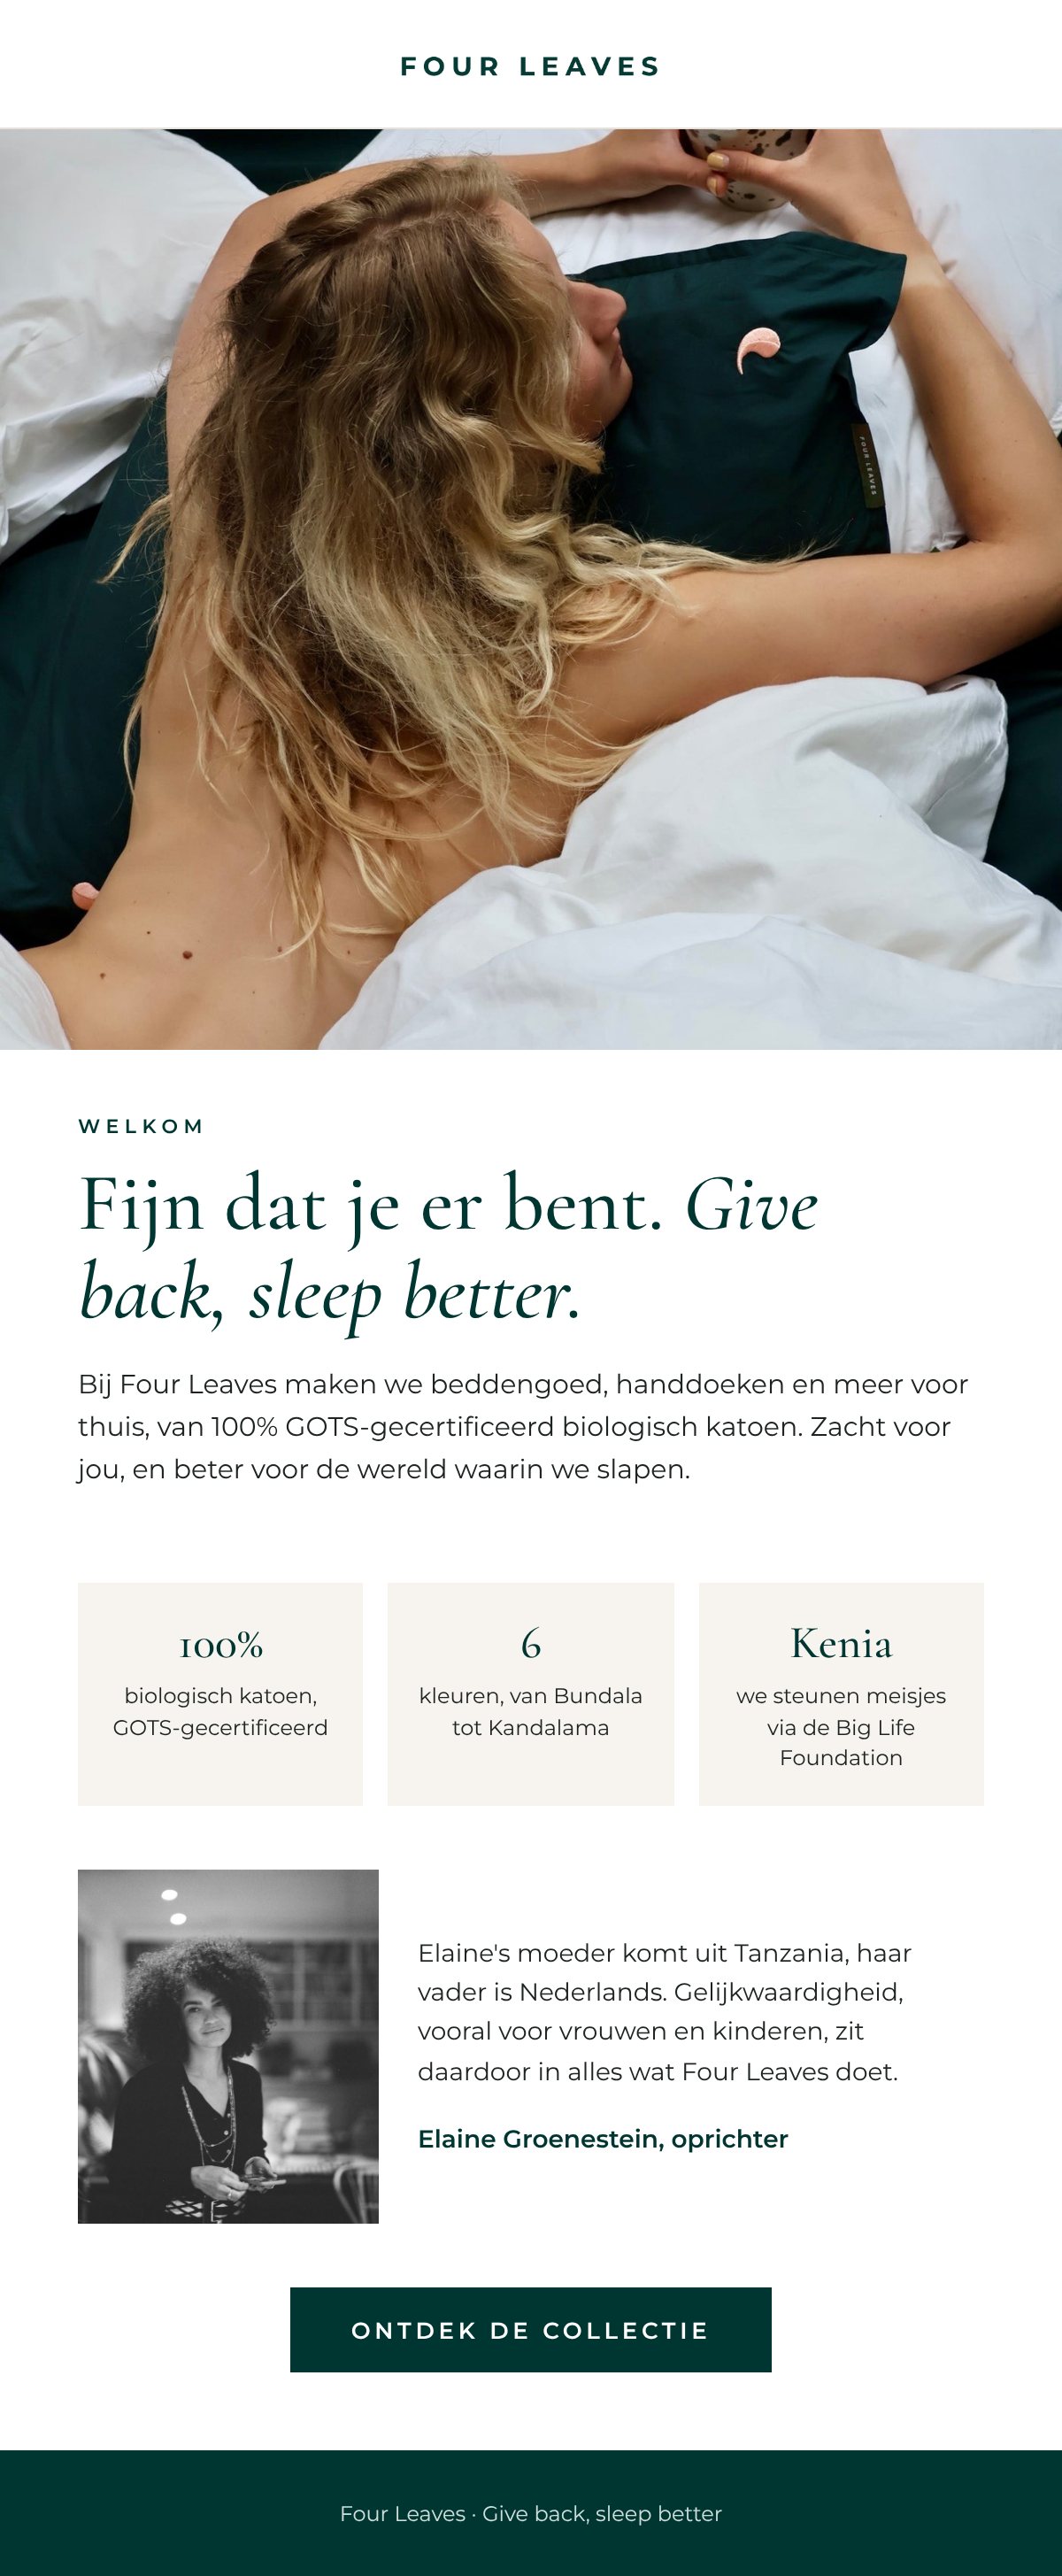 FOUR LEAVES
FOUR LEAVES
WELKOM
Fijn dat je er bent. Give
back, sleep better.
Bij Four Leaves maken we beddengoed, handdoeken en meer voor
thuis, van 100% GOTS-gecertificeerd biologisch katoen. Zacht voor
jou, en beter voor de wereld waarin we slapen.
100%
biologisch katoen,
GOTS-gecertificeerd
6
kleuren, van Bundala
tot Kandalama
Kenia
we steunen meisjes
via de Big Life
Foundation
Elaine's moeder komt uit Tanzania, haar
vader is Nederlands. Gelijkwaardigheid,
vooral voor vrouwen en kinderen, zit
daardoor in alles wat Four Leaves doet.
Elaine Groenestein, oprichter
ONTDEK DE COLLECTIE
Four Leaves · Give back, sleep better